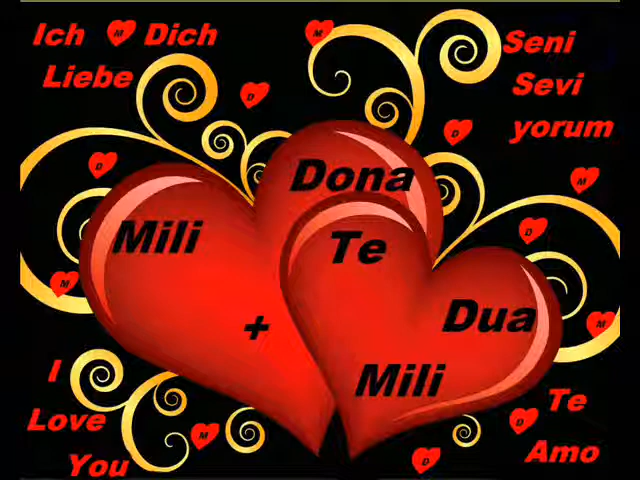 Ich M Dich
Liebe
M
Seni
Sevi
yorum
D
D
D
M
Dona
Mili
Te
D
M
Dua
M
+
Mili
I
Love
You
M
D
D
Te
Amo